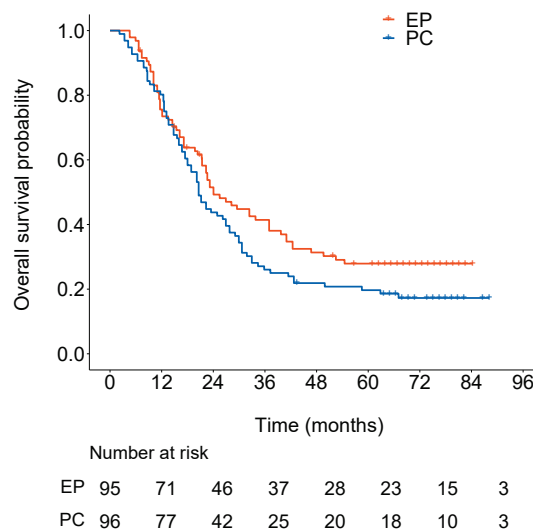 EP
PC
Overall survival probability
1.0
0.8
0.6
0.4
0.2
0.0
0 12 24 36 48 60 72 84 96
Time (months)
Number at risk
EP 95 71 46 37 28 23 15 3
PC 96 77 42 25 20 18 10 3